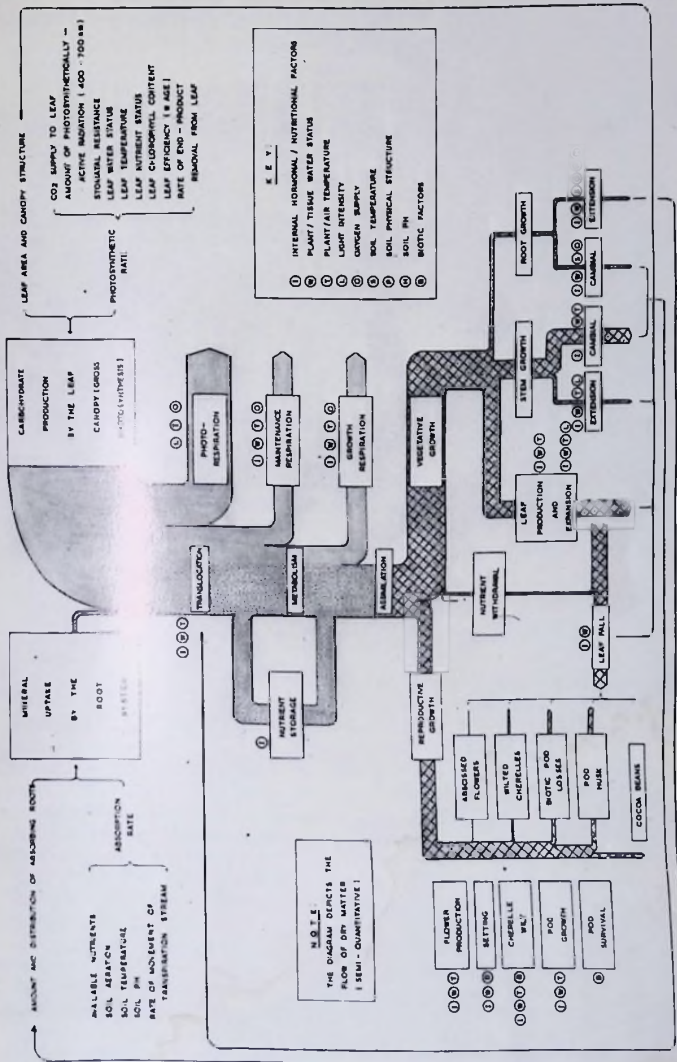 AMOUNT AND DISTRIBUTION OF ABSORBING ROOTS
AVAILABLE NUTRIENTS
SOIL AERATION
SOIL TEMPERATURE
SOIL PH
RATE OF MOVEMENT OF
TRANSPIRATION STREAM
ABSORPTION
RATE
MINERAL
UPTAKE
BY THE
ROOT
CARBOHYDRATE
PRODUCTION
BY THE LEAF
CANOPY (GROSS
PHOTOSYNTHESIS)
LEAF AREA AND CANOPY STRUCTURE
PHOTOSYNTHETIC
RATE
CO2 SUPPLY TO LEAF
AMOUNT OF PHOTOSYNTHETICALLY —
ACTIVE RADIATION (400 - 700 nm)
STOMATAL RESISTANCE
LEAF WATER STATUS
LEAF TEMPERATURE
LEAF NUTRIENT STATUS
LEAF CHLOROPHYLL CONTENT
LEAF EFFICIENCY (= AGE)
RATE OF END - PRODUCT
REMOVAL FROM LEAF
TRANSLOCATION
I W T
L T O
PHOTO-
RESPIRATION
I W T O
MAINTENANCE
RESPIRATION
I W T O
GROWTH
RESPIRATION
METABOLISM
I
NUTRIENT
STORAGE
ASSIMILATION
KEY:
I INTERNAL HORMONAL / NUTRITIONAL FACTORS
W PLANT / TISSUE WATER STATUS
T PLANT/AIR TEMPERATURE
L LIGHT INTENSITY
O OXYGEN SUPPLY
S SOIL TEMPERATURE
P SOIL PHYSICAL STRUCTURE
H SOIL PH
B BIOTIC FACTORS
NOTE:
THE DIAGRAM DEPICTS THE
FLOW OF DRY MATTER
(SEMI - QUANTITATIVE)
REPRODUCTIVE
GROWTH
VEGETATIVE
GROWTH
NUTRIENT
WITHDRAWAL
STEM GROWTH
ROOT GROWTH
I W T L
I W T L
LEAF
PRODUCTION
AND
EXPANSION
I W T L
EXTENSION
I W T
CAMBIAL
I W S O
CAMBIAL
I W
EXTENSION
I W
LEAF FALL
I W T
FLOWER
PRODUCTION
I W B
SETTING
I W T B
CHERELLE
WILT
I W T
POD
GROWTH
B
POD
SURVIVAL
ABSCISSED
FLOWERS
WILTED
CHERELLES
BIOTIC POD
LOSSES
POD
HUSK
COCOA BEANS